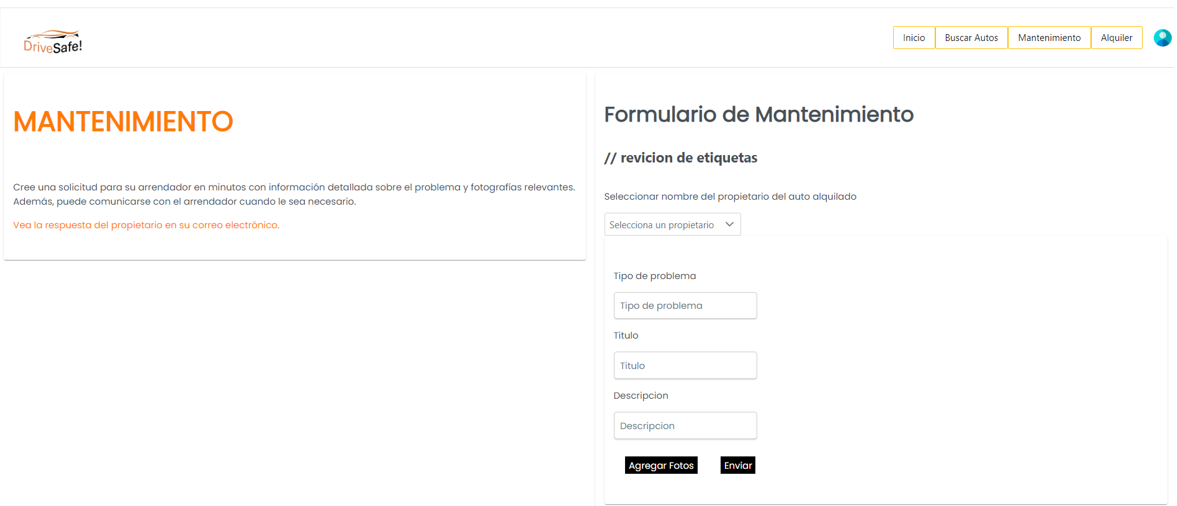 DriveSafe!
Inicio
Buscar Autos
Mantenimiento
Alquiler
MANTENIMIENTO
Cree una solicitud para su arrendador en minutos con información detallada sobre el problema y fotografías relevantes.
Además, puede comunicarse con el arrendador cuando le sea necesario.
Vea la respuesta del propietario en su correo electrónico.
Formulario de Mantenimiento
// revicion de etiquetas
Seleccionar nombre del propietario del auto alquilado
Selecciona un propietario
Tipo de problema
Tipo de problema
Titulo
Titulo
Descripcion
Descripcion
Agregar Fotos
Enviar